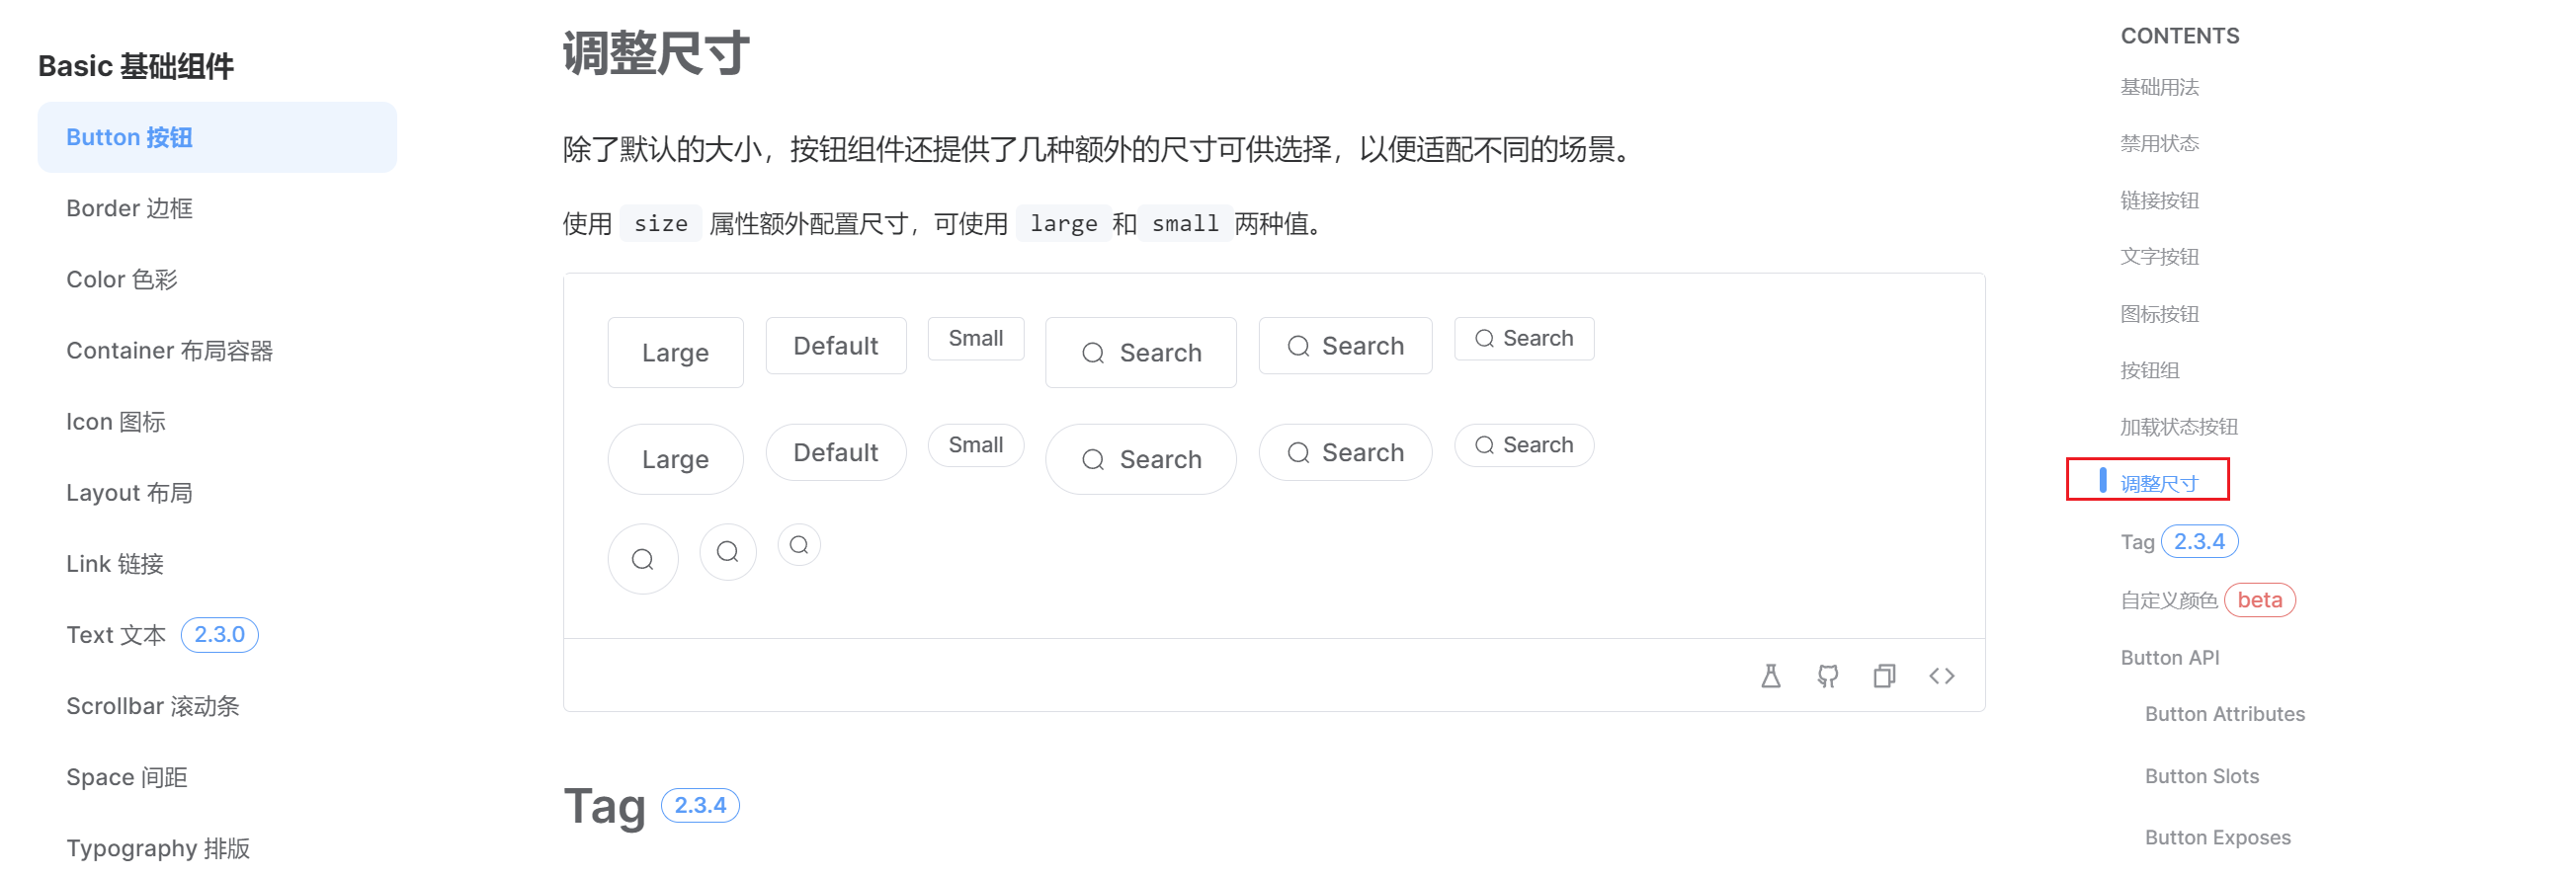 Basic 基础组件
Button 按钮
Border 边框
Color 色彩
Container 布局容器
Icon 图标
Layout 布局
Link 链接
Text 文本 2.3.0
Scrollbar 滚动条
Space 间距
Typography 排版
调整尺寸
除了默认的大小，按钮组件还提供了几种额外的尺寸可供选择，以便适配不同的场景。
使用 size 属性额外配置尺寸，可使用 large 和 small 两种值。
Large Default Small Search Search Search
Large Default Small Search Search Search
Tag 2.3.4
CONTENTS
基础用法
禁用状态
链接按钮
文字按钮
图标按钮
按钮组
加载状态按钮
调整尺寸
Tag 2.3.4
自定义颜色 beta
Button API
Button Attributes
Button Slots
Button Exposes